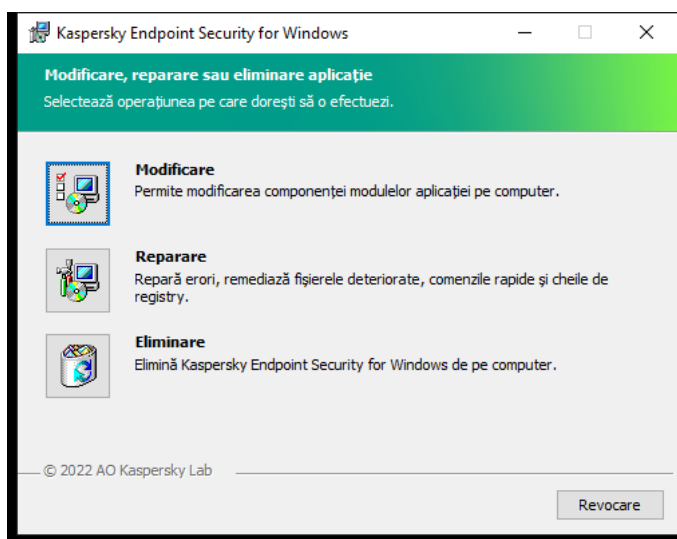 Kaspersky Endpoint Security for Windows
Modificare, reparare sau eliminare aplicație
Selectează operațiunea pe care dorești să o efectuezi.
Modificare
Permite modificarea componenței modulelor aplicației pe computer.
Reparare
Repară erori, remediază fișierele deteriorate, comenzile rapide și cheile de
registry.
Eliminare
Elimină Kaspersky Endpoint Security for Windows de pe computer.
© 2022 AO Kaspersky Lab
Revocare